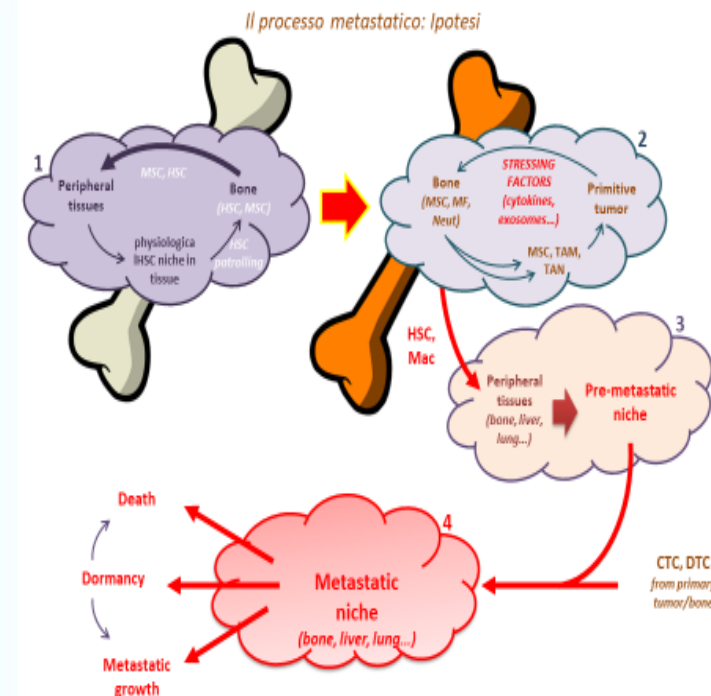 Il processo metastatico: Ipotesi
1
MSC, HSC
Peripheral
tissues
Bone
(HSC, MSC)
physiologica
lHSC niche in
tissue
HSC
patrolling
2
STRESSING
FACTORS
(cytokines,
exosomes...)
Bone
(MSC, MF,
Neut)
Primitive
tumor
MSC, TAM,
TAN
HSC,
Mac
3
Peripheral
tissues
(bone, liver,
lung...)
Pre-metastatic
niche
4
Metastatic
niche
(bone, liver, lung...)
Death
Dormancy
Metastatic
growth
CTC, DTC
from primary
tumor/bone